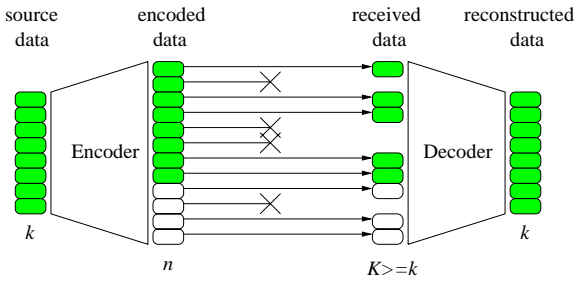 source data
encoded data
received data
reconstructed data
Encoder
Decoder
k
n
K>=k
k